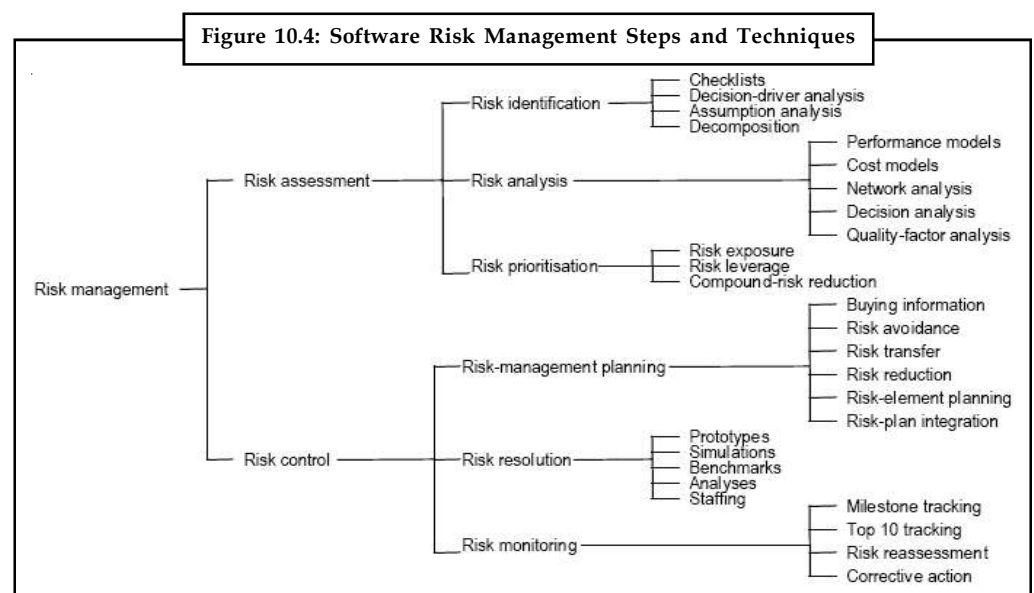 Figure 10.4: Software Risk Management Steps and Techniques
Risk management
Risk assessment
Risk identification
Checklists
Decision-driver analysis
Assumption analysis
Decomposition
Risk analysis
Performance models
Cost models
Network analysis
Decision analysis
Quality-factor analysis
Risk prioritisation
Risk exposure
Risk leverage
Compound-risk reduction
Risk control
Risk-management planning
Buying information
Risk avoidance
Risk transfer
Risk reduction
Risk-element planning
Risk-plan integration
Risk resolution
Prototypes
Simulations
Benchmarks
Analyses
Staffing
Risk monitoring
Milestone tracking
Top 10 tracking
Risk reassessment
Corrective action